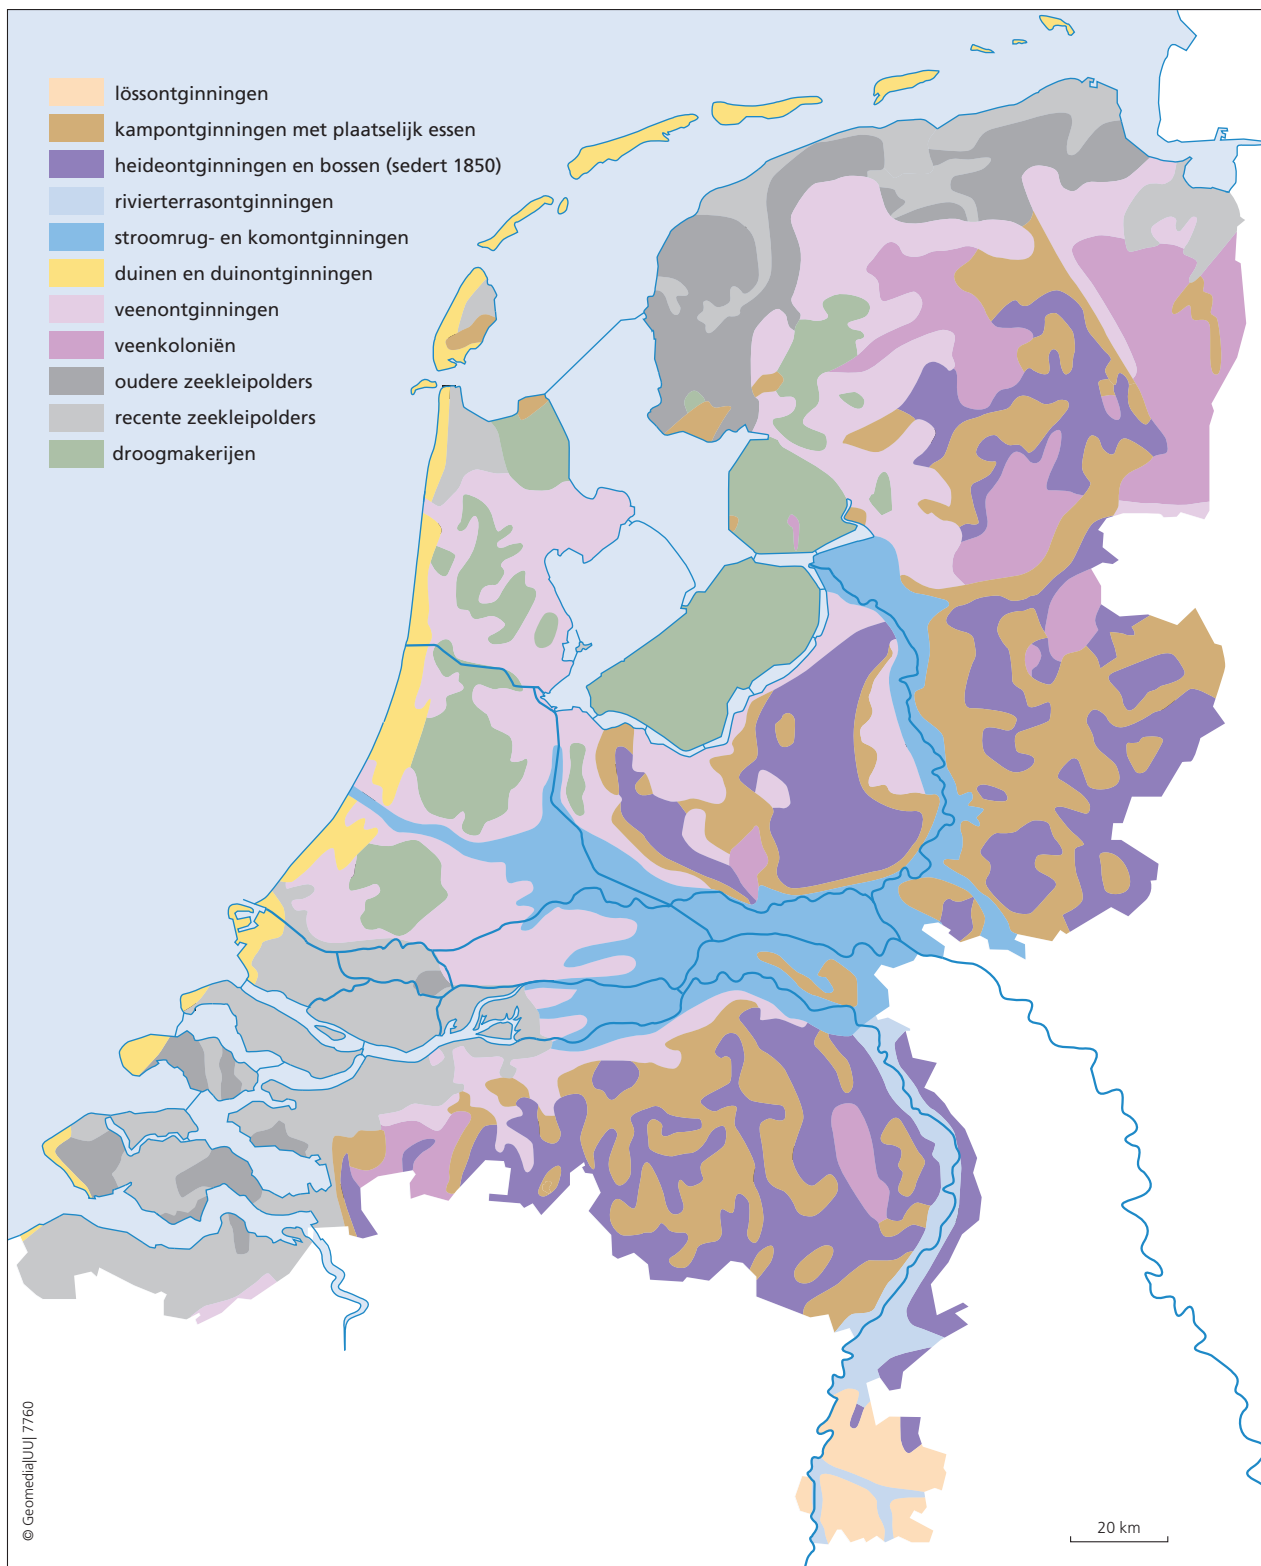 lössontginningen
kampontginningen met plaatselijk essen
heideontginningen en bossen (sedert 1850)
rivierterrasontginningen
stroomrug- en komontginningen
duinen en duinontginningen
veenontginningen
veenkoloniën
oudere zeekleipolders
recente zeekleipolders
droogmakerijen
© Geomedia|UU| 7760
20 km